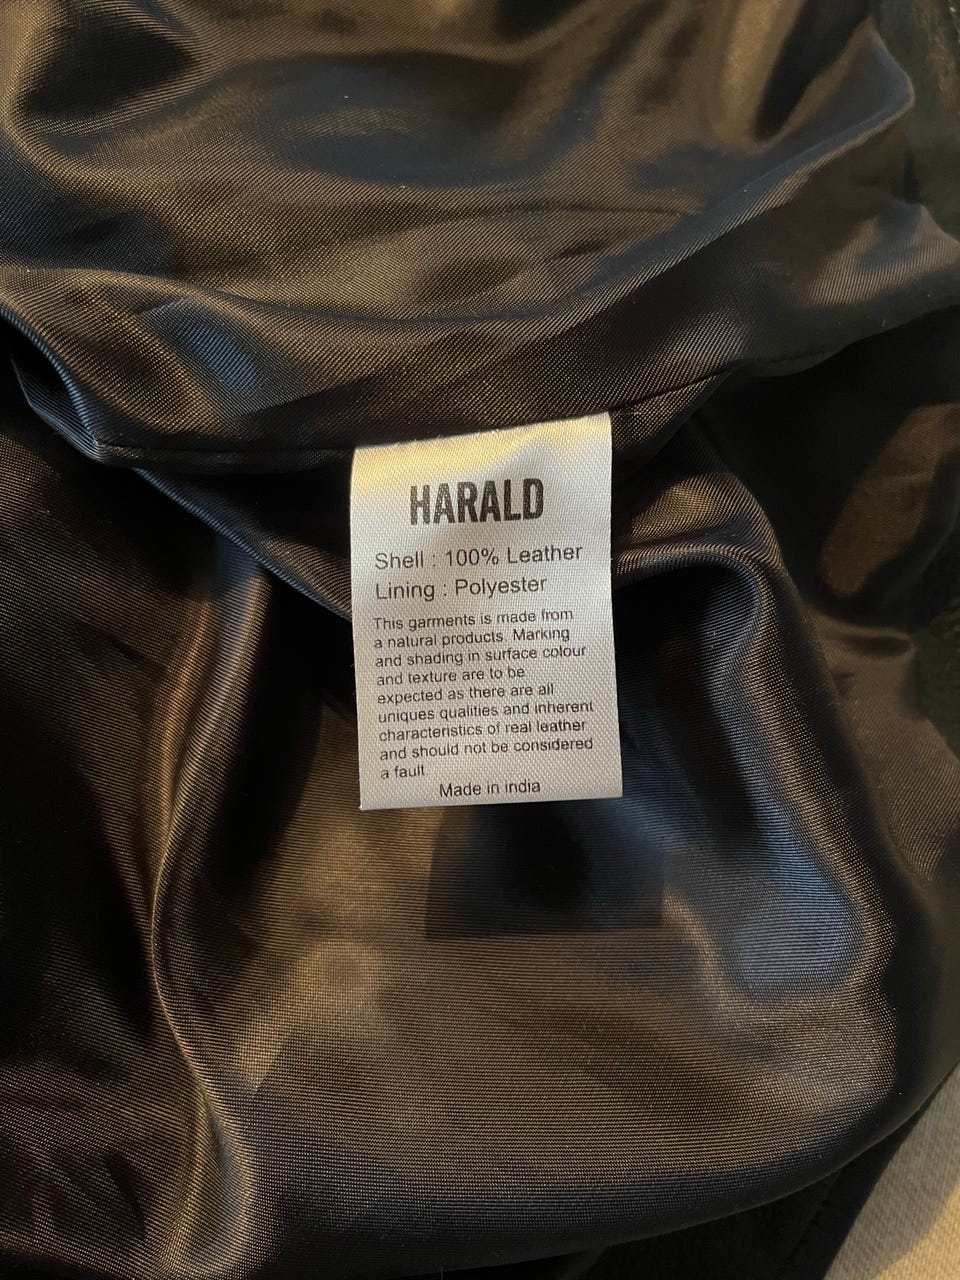 HARALD
Shell : 100% Leather
Lining : Polyester
This garments is made from
a natural products. Marking
and shading in surface colour
and texture are to be
expected as there are all
uniques qualities and inherent
characteristics of real leather
and should not be considered
a fault
Made in india